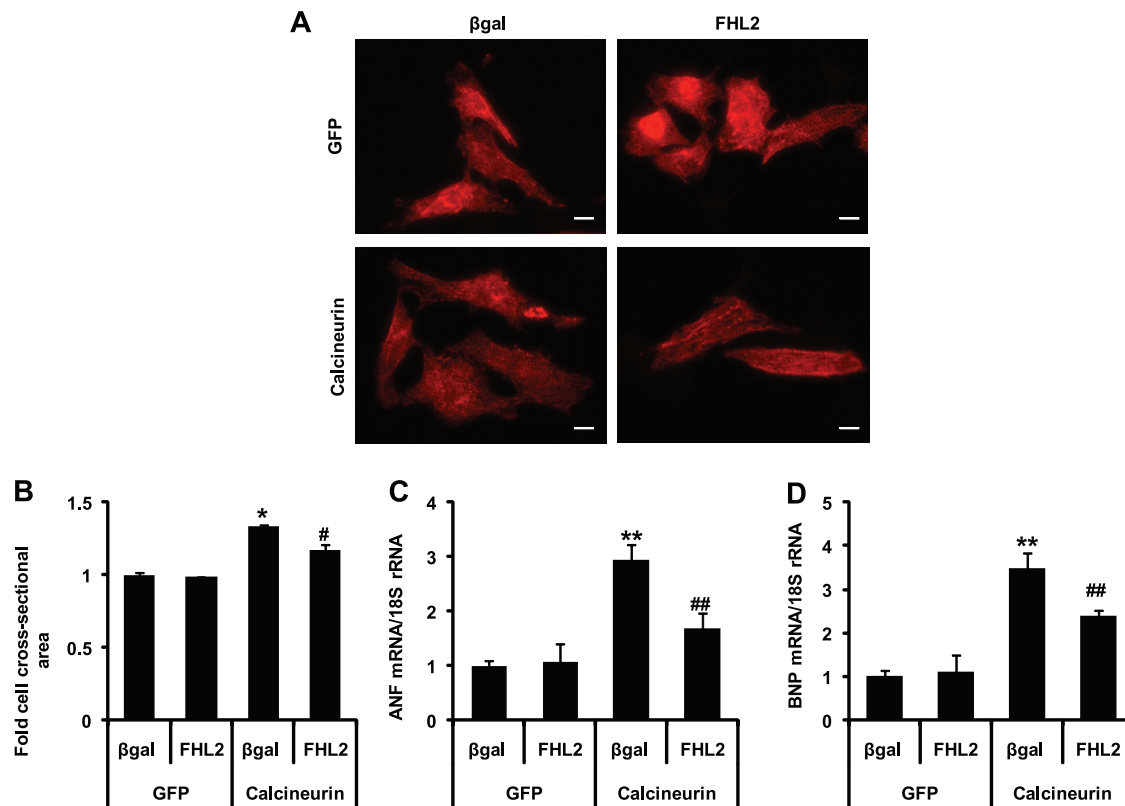 A
βgal
FHL2
GFP
Calcineurin
B
Fold cell cross-sectional
area
1.5
1
0.5
0
*
#
βgal FHL2 βgal FHL2
GFP Calcineurin
C
ANF mRNA/18S rRNA
4
3
2
1
0
**
##
βgal FHL2 βgal FHL2
GFP Calcineurin
D
BNP mRNA/18S rRNA
5
4
3
2
1
0
**
##
βgal FHL2 βgal FHL2
GFP Calcineurin